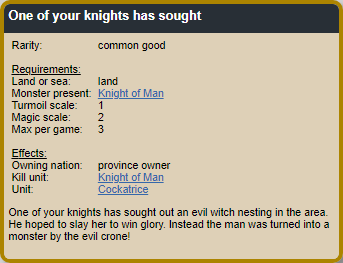 One of your knights has sought
Rarity: common good
Requirements:
Land or sea: land
Monster present: Knight of Man
Turmoil scale: 1
Magic scale: 2
Max per game: 3
Effects:
Owning nation: province owner
Kill unit: Knight of Man
Unit: Cockatrice
One of your knights has sought out an evil witch nesting in the area.
He hoped to slay her to win glory. Instead the man was turned into a
monster by the evil crone!